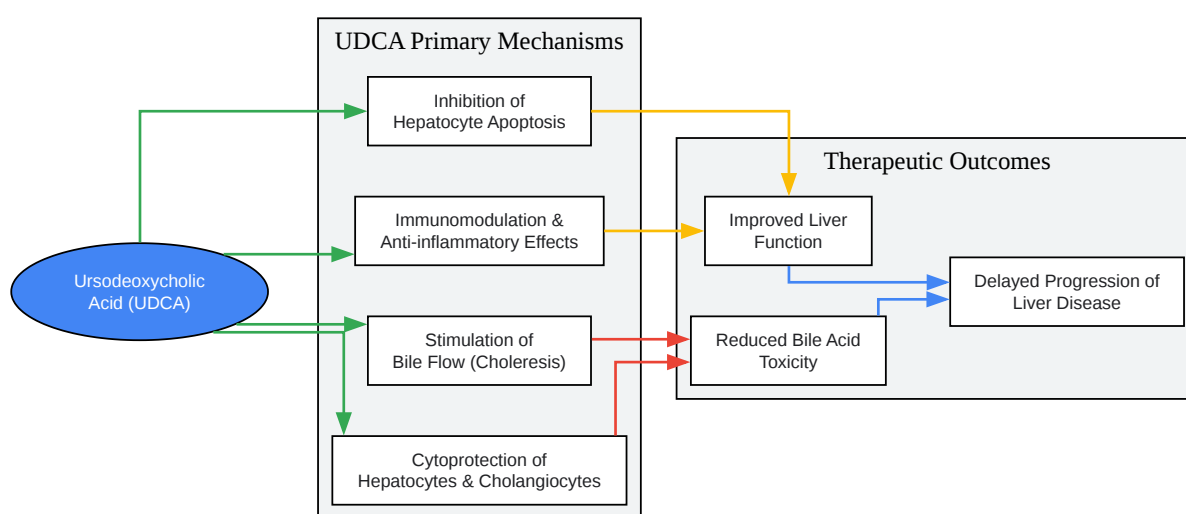 UDCA Primary Mechanisms
Inhibition of
Hepatocyte Apoptosis
Immunomodulation &
Anti-inflammatory Effects
Ursodeoxycholic
Acid (UDCA)
Stimulation of
Bile Flow (Choleresis)
Cytoprotection of
Hepatocytes & Cholangiocytes
Therapeutic Outcomes
Improved Liver
Function
Delayed Progression of
Liver Disease
Reduced Bile Acid
Toxicity